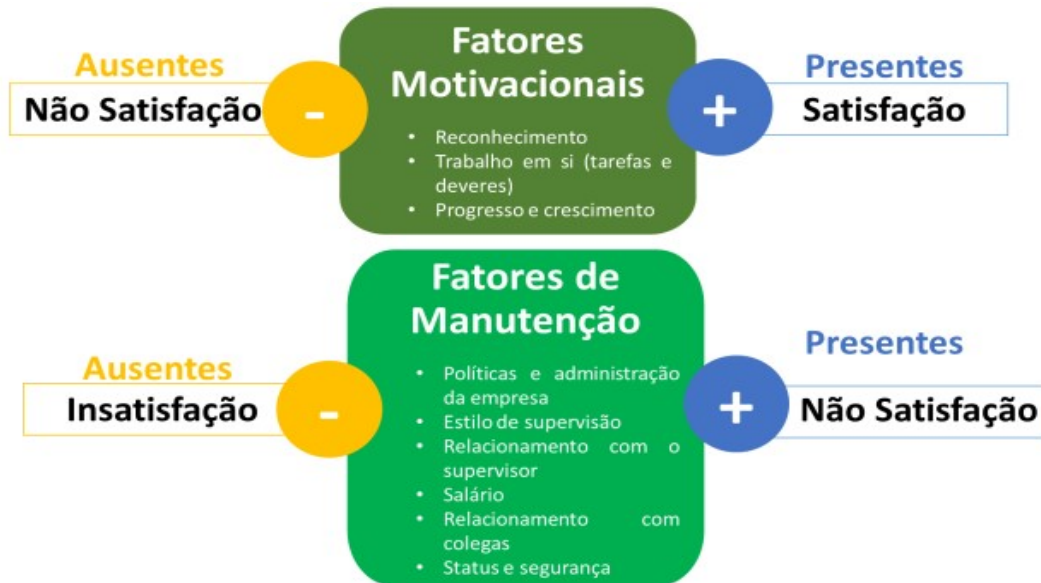 Fatores
Motivacionais
Ausentes
Não Satisfação
-
+
Presentes
Satisfação
• Reconhecimento
• Trabalho em si (tarefas e
deveres)
• Progresso e crescimento
Fatores de
Manutenção
Ausentes
Insatisfação
-
+
Presentes
Não Satisfação
• Políticas e administração
da empresa
• Estilo de supervisão
• Relacionamento com o
supervisor
• Salário
• Relacionamento com
colegas
• Status e segurança